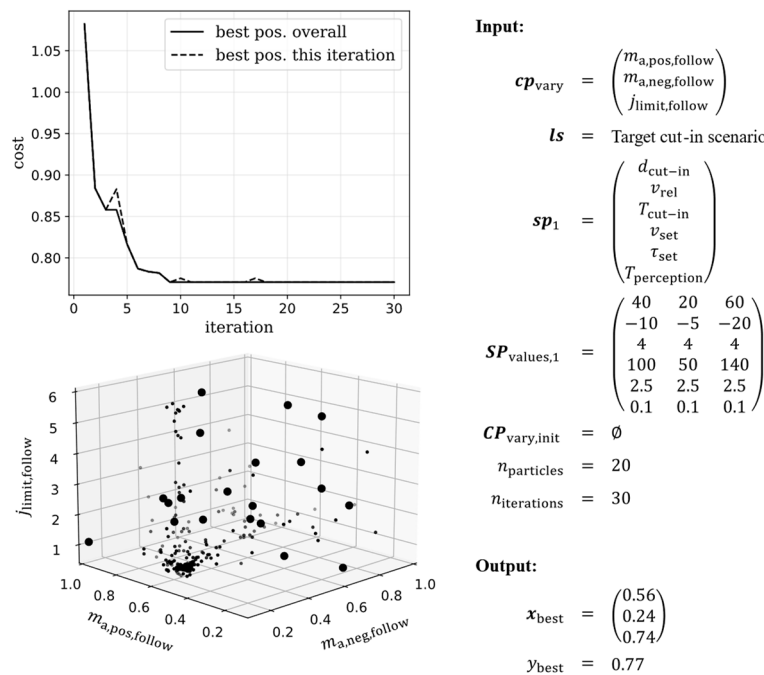 best pos. overall
best pos. this iteration
1.05
1.00
0.95
0.90
0.85
0.80
cost
0 5 10 15 20 25 30
iteration
6
5
4
3
2
1
j_limit,follow
1.0
0.8
0.6
0.4
0.2
m_a,pos,follow
0.2
0.4
0.6
0.8
1.0
m_a,neg,follow
Input:
cp_vary = (m_a,pos,follow
m_a,neg,follow
j_limit,follow)
ls = Target cut-in scenario
sp_1 = (d_cut−in
v_rel
T_cut−in
v_set
τ_set
T_perception)
SP_values,1 = (40 20 60
−10 −5 −20
4 4 4
100 50 140
2.5 2.5 2.5
0.1 0.1 0.1)
CP_vary,init = ∅
n_particles = 20
n_iterations = 30
Output:
x_best = (0.56
0.24
0.74)
y_best = 0.77